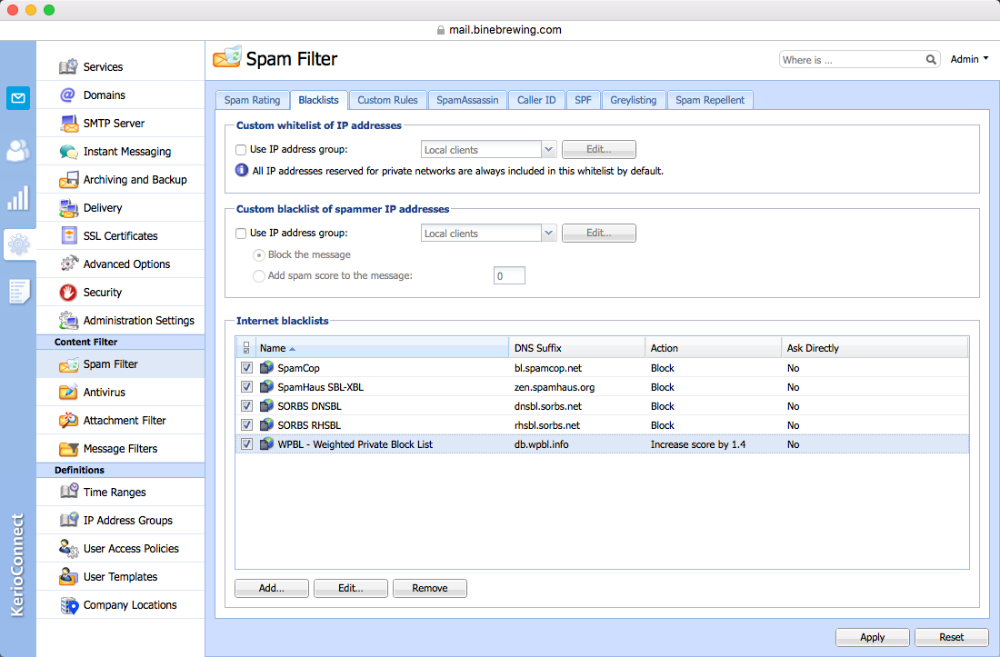 mail.binebrewing.com
Services
Domains
SMTP Server
Instant Messaging
Archiving and Backup
Delivery
SSL Certificates
Advanced Options
Security
Administration Settings
Content Filter
Spam Filter
Antivirus
Attachment Filter
Message Filters
Definitions
Time Ranges
IP Address Groups
User Access Policies
User Templates
Company Locations
KerioConnect
Spam Filter
Where is ...
Admin
Spam Rating Blacklists Custom Rules SpamAssassin Caller ID SPF Greylisting Spam Repellent
Custom whitelist of IP addresses
Use IP address group: Local clients Edit...
All IP addresses reserved for private networks are always included in this whitelist by default.
Custom blacklist of spammer IP addresses
Use IP address group: Local clients Edit...
Block the message
Add spam score to the message: 0
Internet blacklists
Name DNS Suffix Action Ask Directly
SpamCop bl.spamcop.net Block No
SpamHaus SBL-XBL zen.spamhaus.org Block No
SORBS DNSBL dnsbl.sorbs.net Block No
SORBS RHSBL rhsbl.sorbs.net Block No
WPBL - Weighted Private Block List db.wpbl.info Increase score by 1.4 No
Add... Edit... Remove
Apply Reset